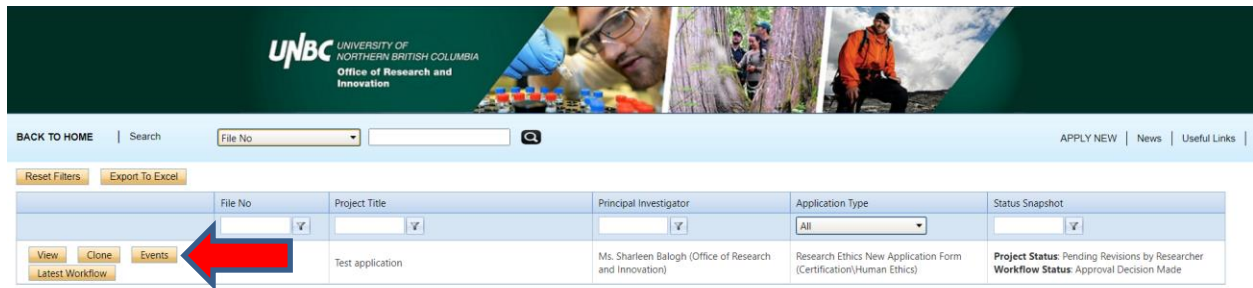 UNBC
UNIVERSITY OF
NORTHERN BRITISH COLUMBIA
Office of Research and
Innovation
BACK TO HOME | Search File No APPLY NEW | News | Useful Links |
Reset Filters Export To Excel
File No Project Title Principal Investigator Application Type Status Snapshot
All
View Clone Events
Latest Workflow
Test application
Ms. Sharleen Balogh (Office of Research
and Innovation)
Research Ethics New Application Form
(Certification\Human Ethics)
Project Status: Pending Revisions by Researcher
Workflow Status: Approval Decision Made